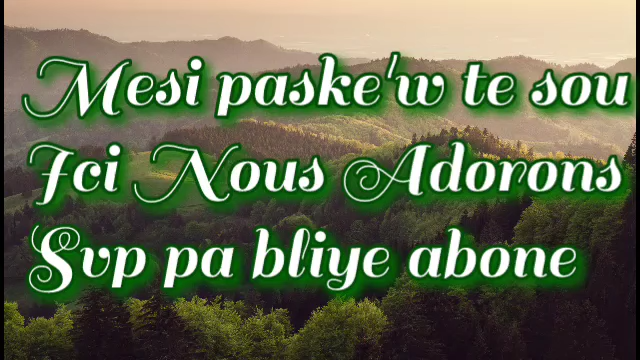 Mesi paske'w te sou
Ici Nous Adorons
Svp pa bliye abone